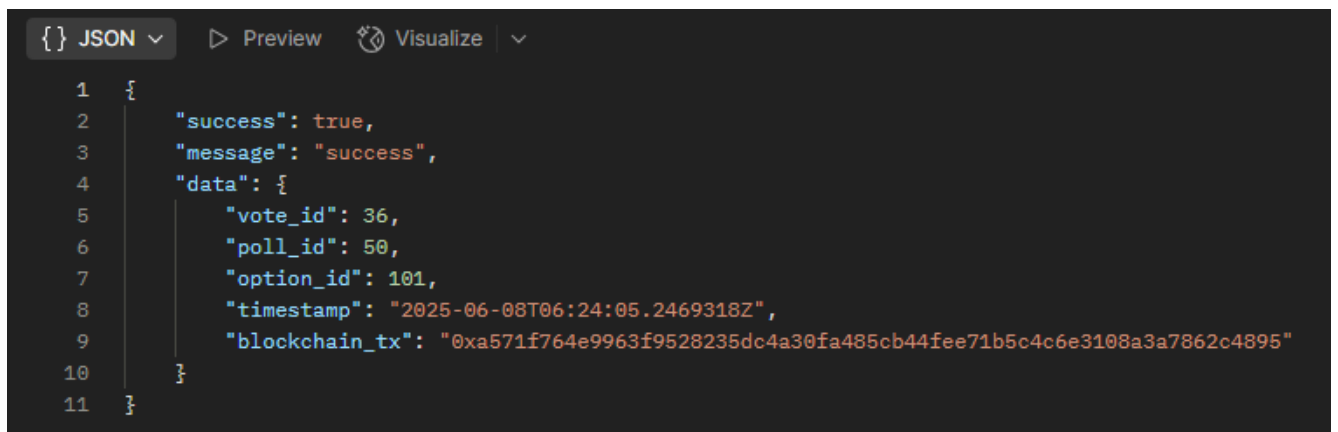 {} JSON Preview Visualize
1 {
2 "success": true,
3 "message": "success",
4 "data": {
5 "vote_id": 36,
6 "poll_id": 50,
7 "option_id": 101,
8 "timestamp": "2025-06-08T06:24:05.2469318Z",
9 "blockchain_tx": "0xa571f764e9963f9528235dc4a30fa485cb44fee71b5c4c6e3108a3a7862c4895"
10 }
11 }